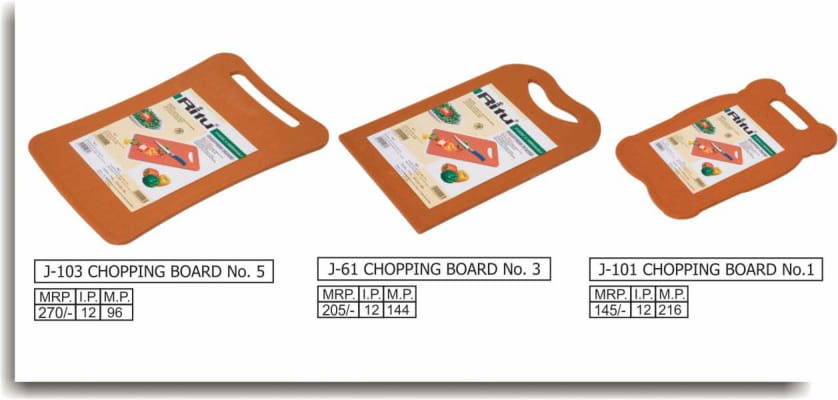 Ritu
Ritu
Ritu
J-103 CHOPPING BOARD No. 5
MRP. I.P. M.P.
270/- 12 96
J-61 CHOPPING BOARD No. 3
MRP. I.P. M.P.
205/- 12 144
J-101 CHOPPING BOARD No.1
MRP. I.P. M.P.
145/- 12 216